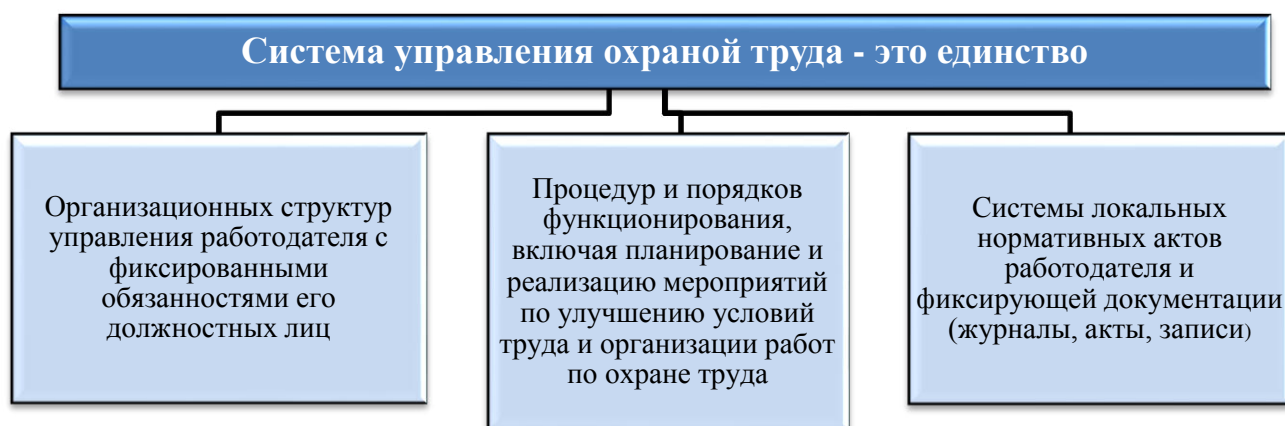 Система управления охраной труда - это единство
Организационных структур
управления работодателя с
фиксированными
обязанностями его
должностных лиц
Процедур и порядков
функционирования,
включая планирование и
реализацию мероприятий
по улучшению условий
труда и организации работ
по охране труда
Системы локальных
нормативных актов
работодателя и
фиксирующей документации
(журналы, акты, записи)